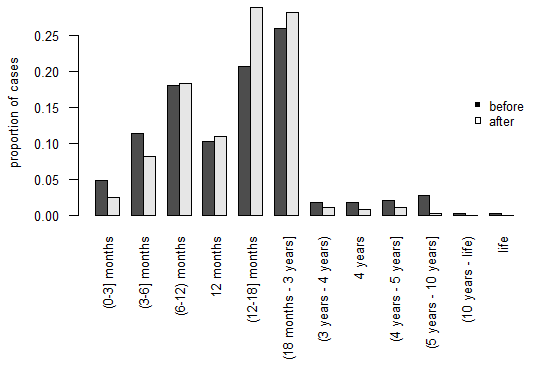 proportion of cases
0.25
0.20
0.15
0.10
0.05
0.00
before
after
(0-3] months
(3-6] months
(6-12) months
12 months
(12-18] months
(18 months - 3 years]
(3 years - 4 years)
4 years
(4 years - 5 years]
(5 years - 10 years]
(10 years - life)
life